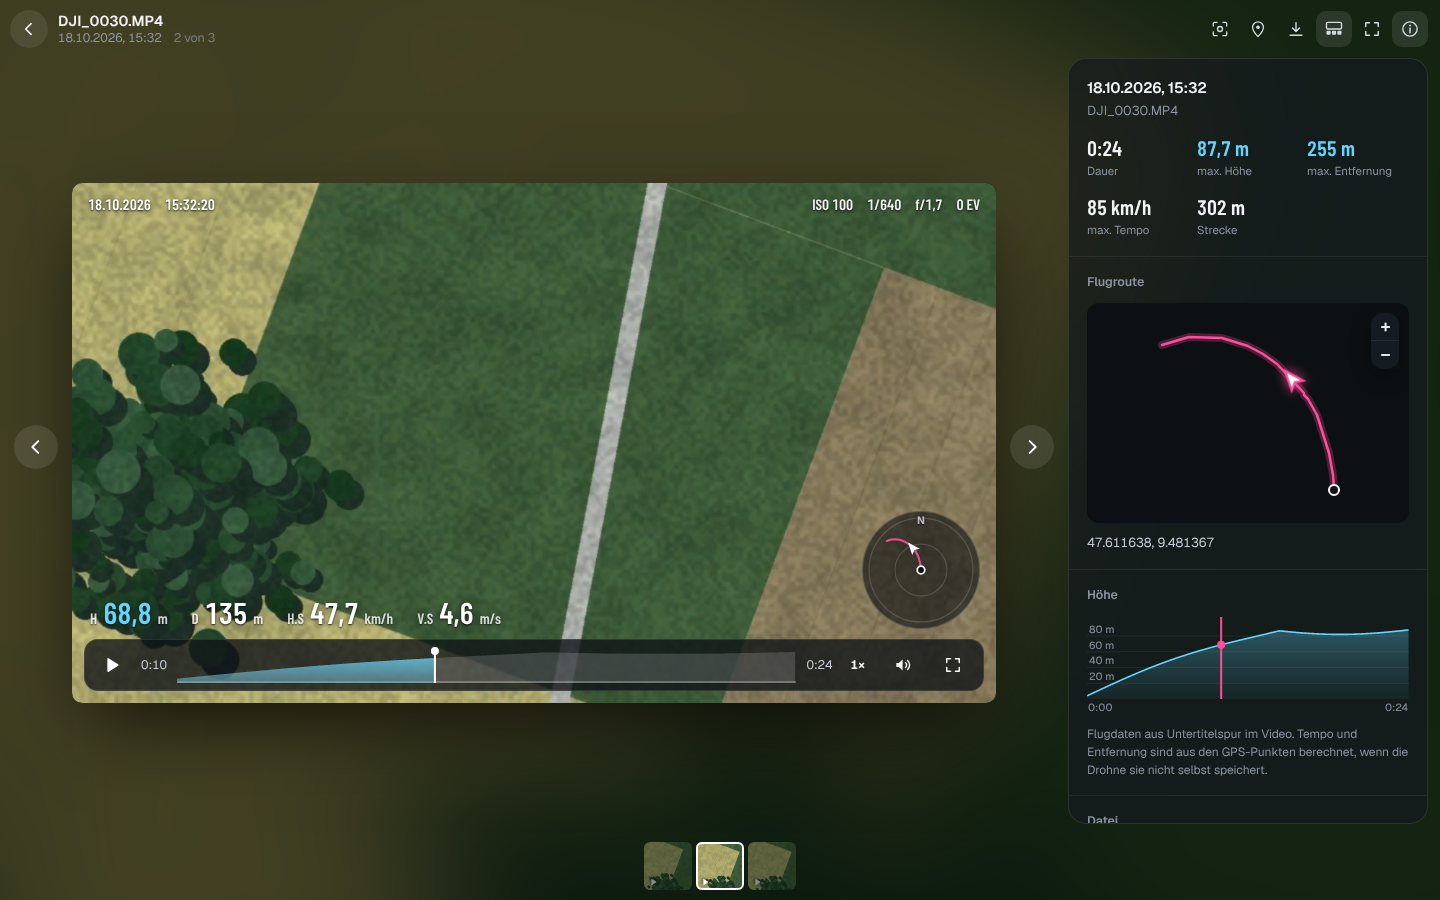 DJI_0030.MP4
18.10.2026, 15:32 2 von 3
18.10.2026 15:32:20
ISO 100 1/640 f/1,7 0 EV
N
H 68,8 m D 135 m H.S 47,7 km/h V.S 4,6 m/s
0:10
0:24 1×
18.10.2026, 15:32
DJI_0030.MP4
0:24 87,7 m 255 m
Dauer max. Höhe max. Entfernung
85 km/h 302 m
max. Tempo Strecke
Flugroute
+
−
47.611638, 9.481367
Höhe
80 m
60 m
40 m
20 m
0:00 0:24
Flugdaten aus Untertitelspur im Video. Tempo und
Entfernung sind aus den GPS-Punkten berechnet, wenn die
Drohne sie nicht selbst speichert.
Datei